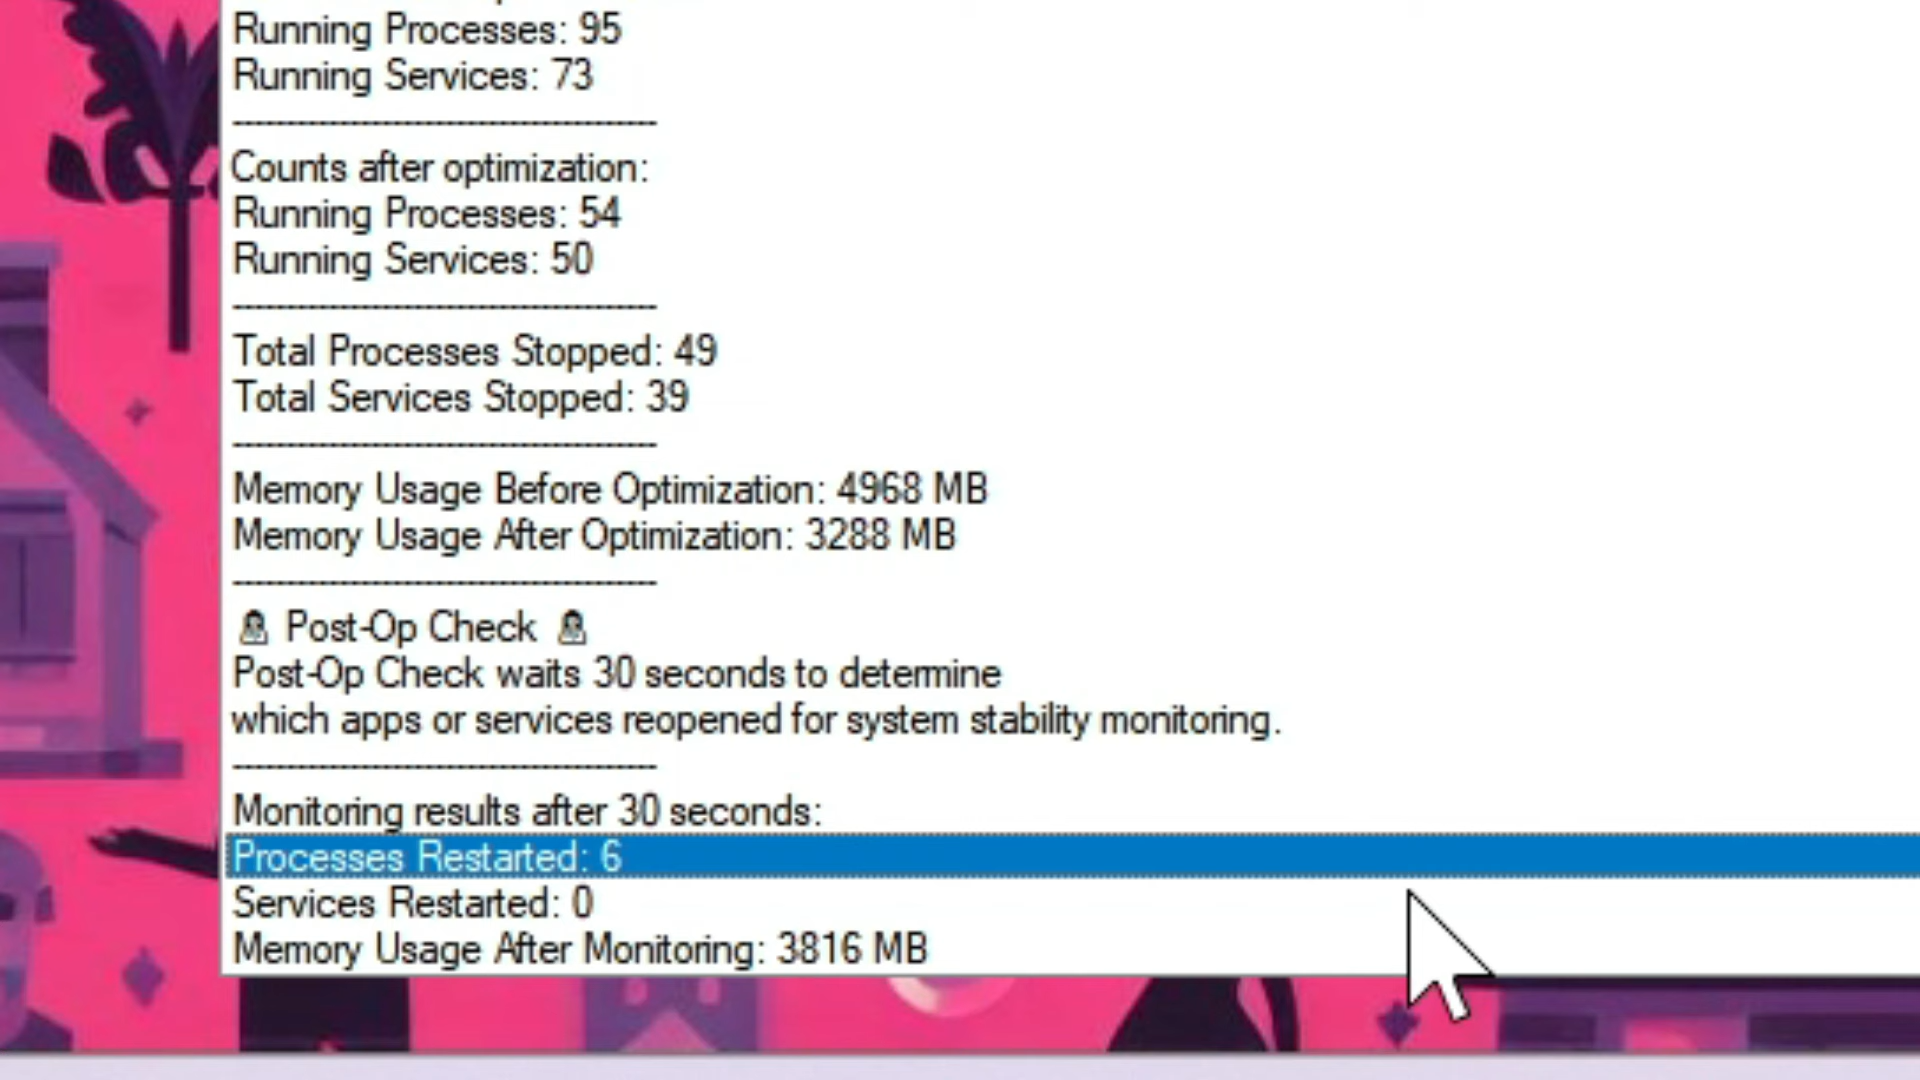 Running Processes: 95
Running Services: 73
------------------------------------------------
Counts after optimization:
Running Processes: 54
Running Services: 50
------------------------------------------------
Total Processes Stopped: 49
Total Services Stopped: 39
------------------------------------------------
Memory Usage Before Optimization: 4968 MB
Memory Usage After Optimization: 3288 MB
------------------------------------------------
Post-Op Check
Post-Op Check waits 30 seconds to determine
which apps or services reopened for system stability monitoring.
------------------------------------------------
Monitoring results after 30 seconds:
Processes Restarted: 6
Services Restarted: 0
Memory Usage After Monitoring: 3816 MB